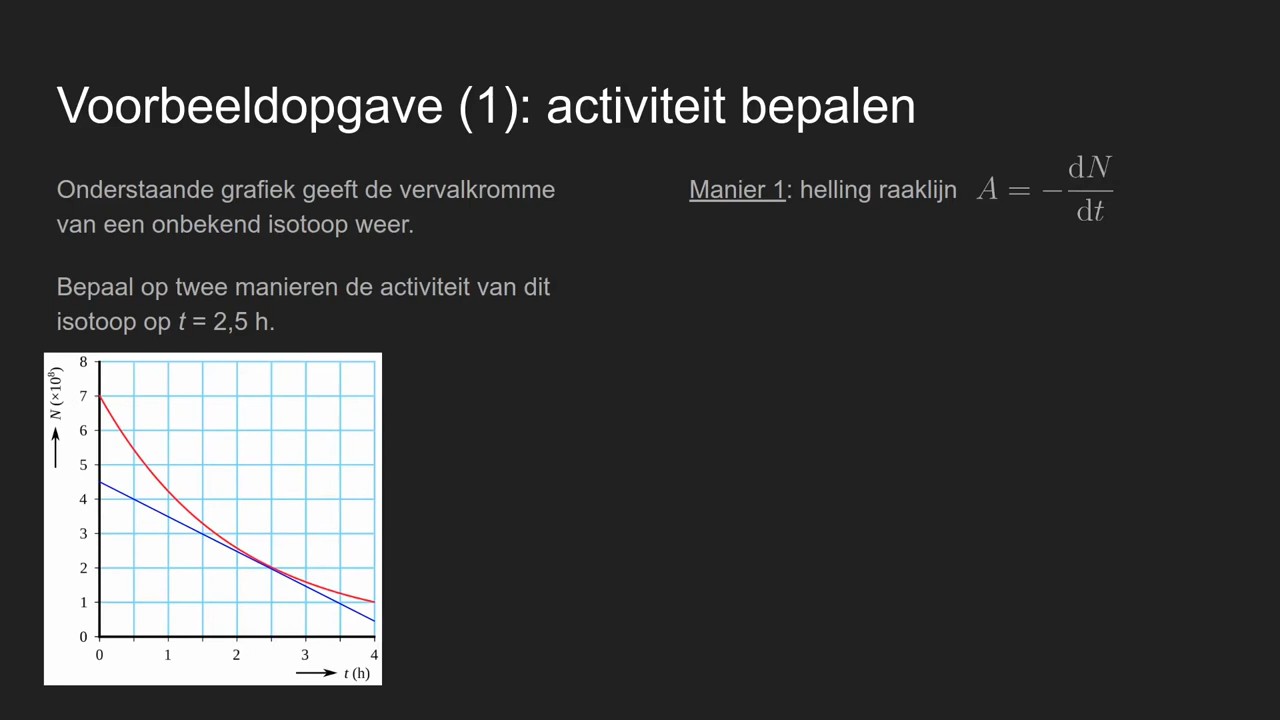 Voorbeeldopgave (1): activiteit bepalen
Onderstaande grafiek geeft de vervalkromme
van een onbekend isotoop weer.
Bepaal op twee manieren de activiteit van dit
isotoop op t = 2,5 h.
Manier 1: helling raaklijn A = −dN/dt
N (×10⁸)
8
7
6
5
4
3
2
1
0
0 1 2 3 4
t (h)